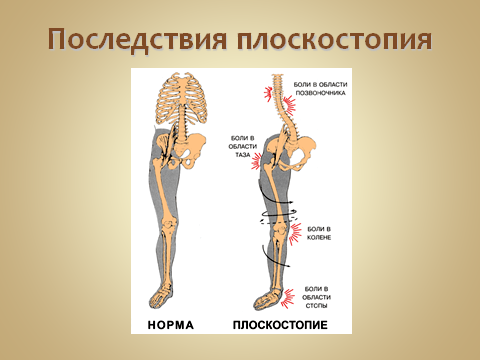 Последствия плоскостопия
БОЛИ В ОБЛАСТИ
ПОЗВОНОЧНИКА
БОЛИ В
ОБЛАСТИ
ТАЗА
БОЛИ В
КОЛЕНЕ
БОЛИ В
ОБЛАСТИ
СТОПЫ
НОРМА
ПЛОСКОСТОПИЕ